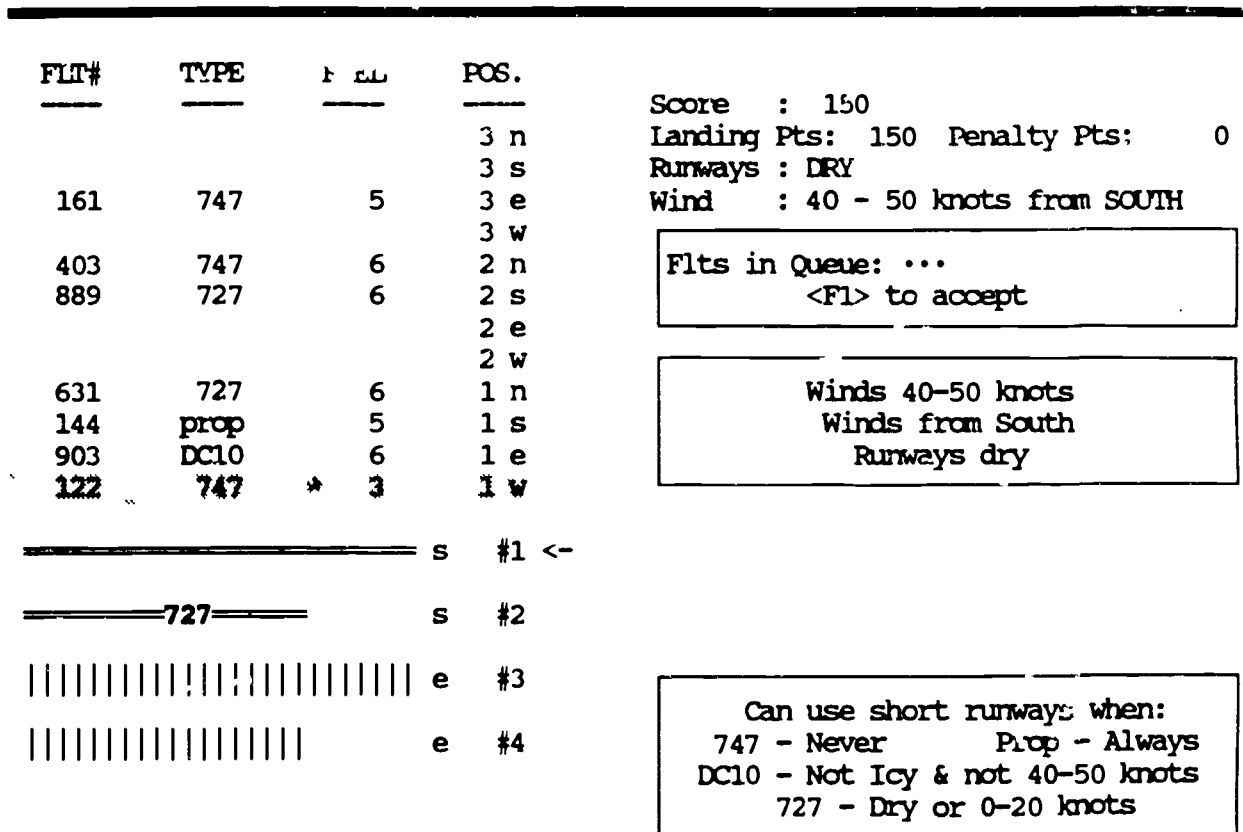 FLT# TYPE POS.
3 n
3 s
161 747 5 3 e
3 w
403 747 6 2 n
889 727 6 2 s
2 e
2 w
631 727 6 1 n
144 prop 5 1 s
903 DC10 6 1 e
122 747 * 3 1 w
s #1 <-
727 s #2
e #3
e #4
Score : 150
Landing Pts: 150 Penalty Pts: 0
Runways : DRY
Wind : 40 - 50 knots from SOUTH
Flts in Queue: ...
<F1> to accept
Winds 40-50 knots
Winds from South
Runways dry
Can use short runways when:
747 - Never Prop - Always
DC10 - Not Icy & not 40-50 knots
727 - Dry or 0-20 knots